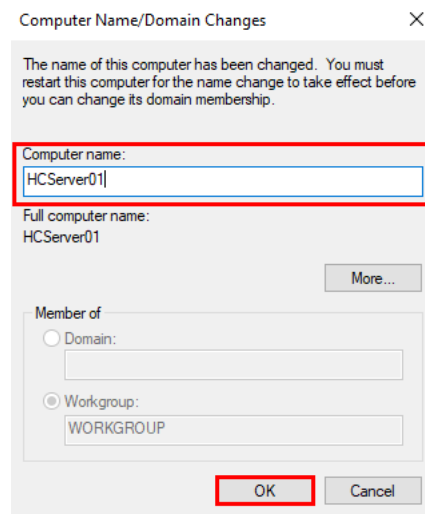 Computer Name/Domain Changes
The name of this computer has been changed. You must
restart this computer for the name change to take effect before
you can change its domain membership.
Computer name:
HCServer01
Full computer name:
HCServer01
More...
Member of
Domain:
Workgroup:
WORKGROUP
OK Cancel